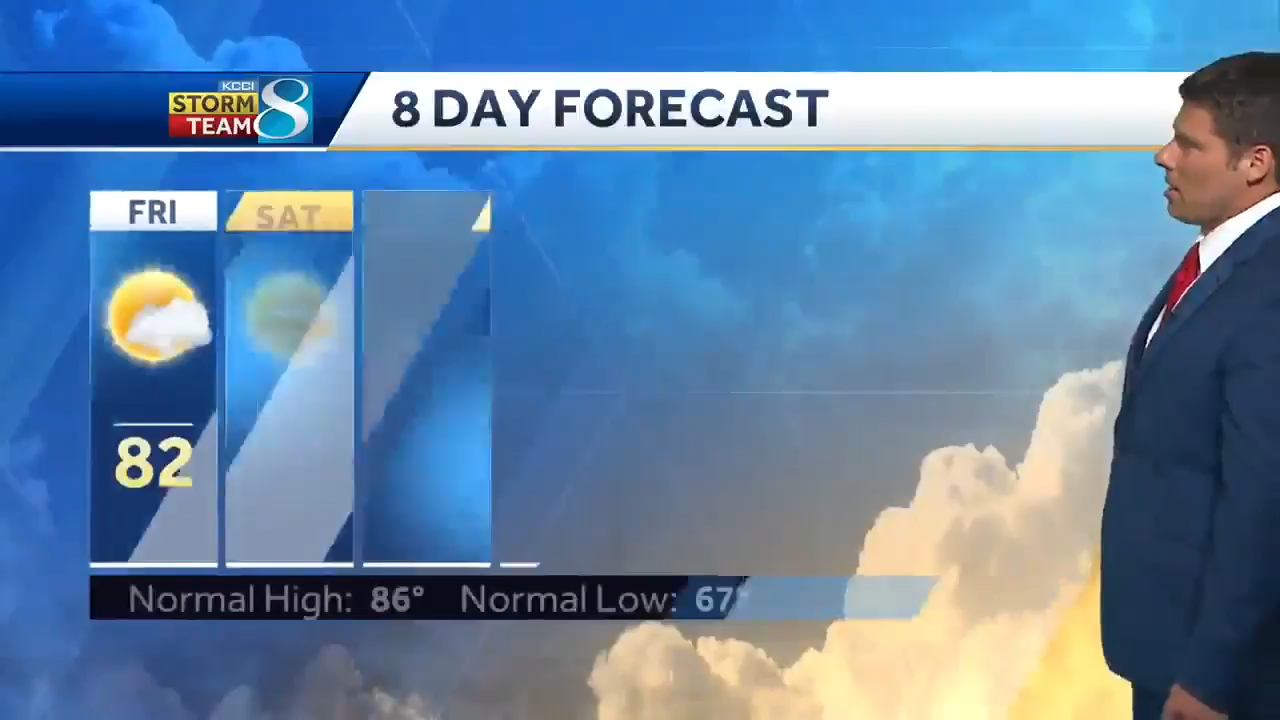 KCCI
STORM
TEAM 8
8 DAY FORECAST
FRI
SAT
82
Normal High: 86° Normal Low: 67°